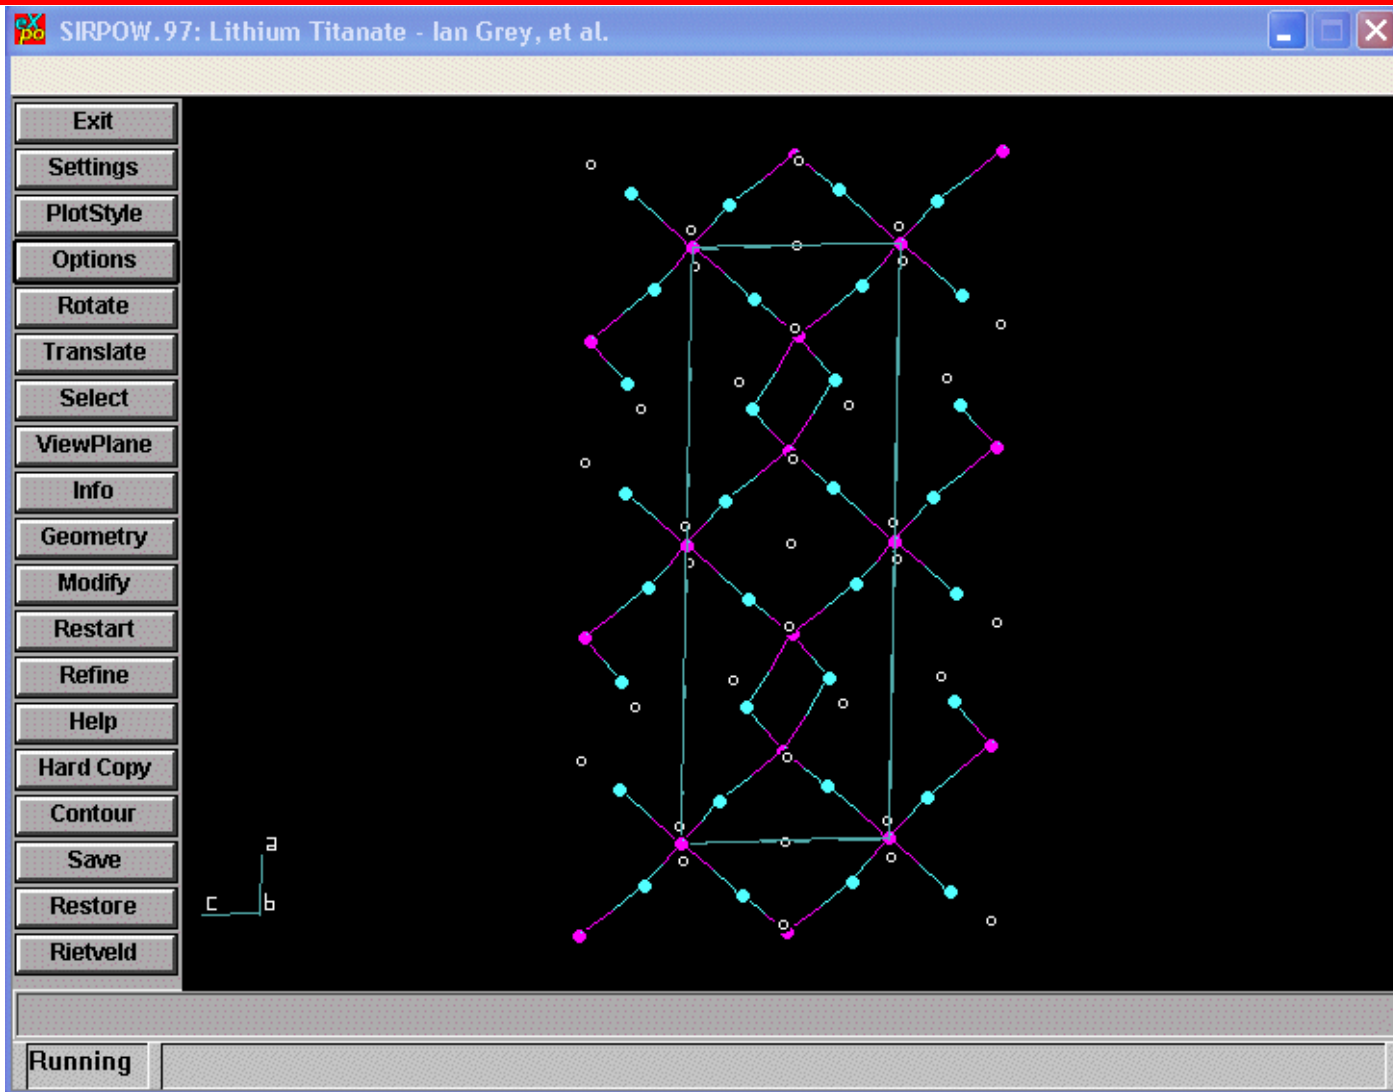 eXpo SIRPOW.97: Lithium Titanate - Ian Grey, et al.
Exit
Settings
PlotStyle
Options
Rotate
Translate
Select
ViewPlane
Info
Geometry
Modify
Restart
Refine
Help
Hard Copy
Contour
Save
Restore
Rietveld
a
c b
Running